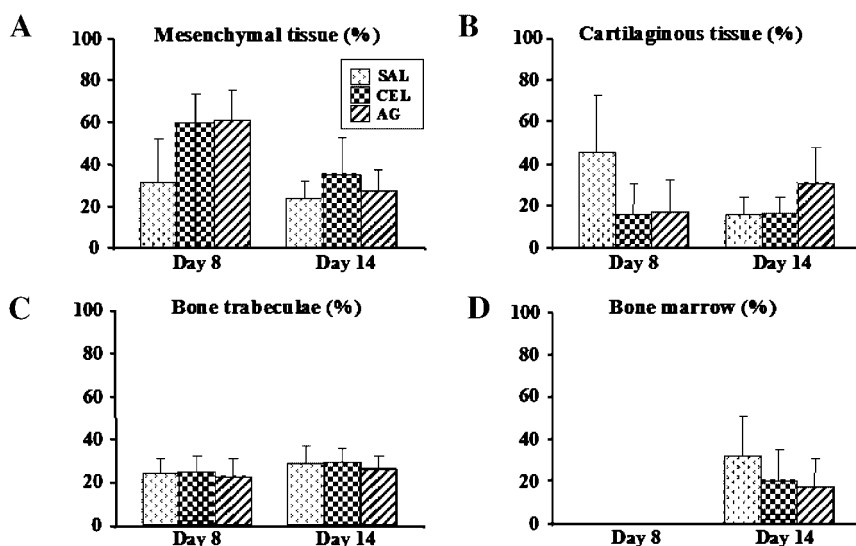 A
Mesenchymal tissue (%)
100
80
60
40
20
0
SAL
CEL
AG
Day 8
Day 14
B
Cartilaginous tissue (%)
100
80
60
40
20
0
Day 8
Day 14
C
Bone trabeculae (%)
100
80
60
40
20
0
Day 8
Day 14
D
Bone marrow (%)
100
80
60
40
20
0
Day 8
Day 14